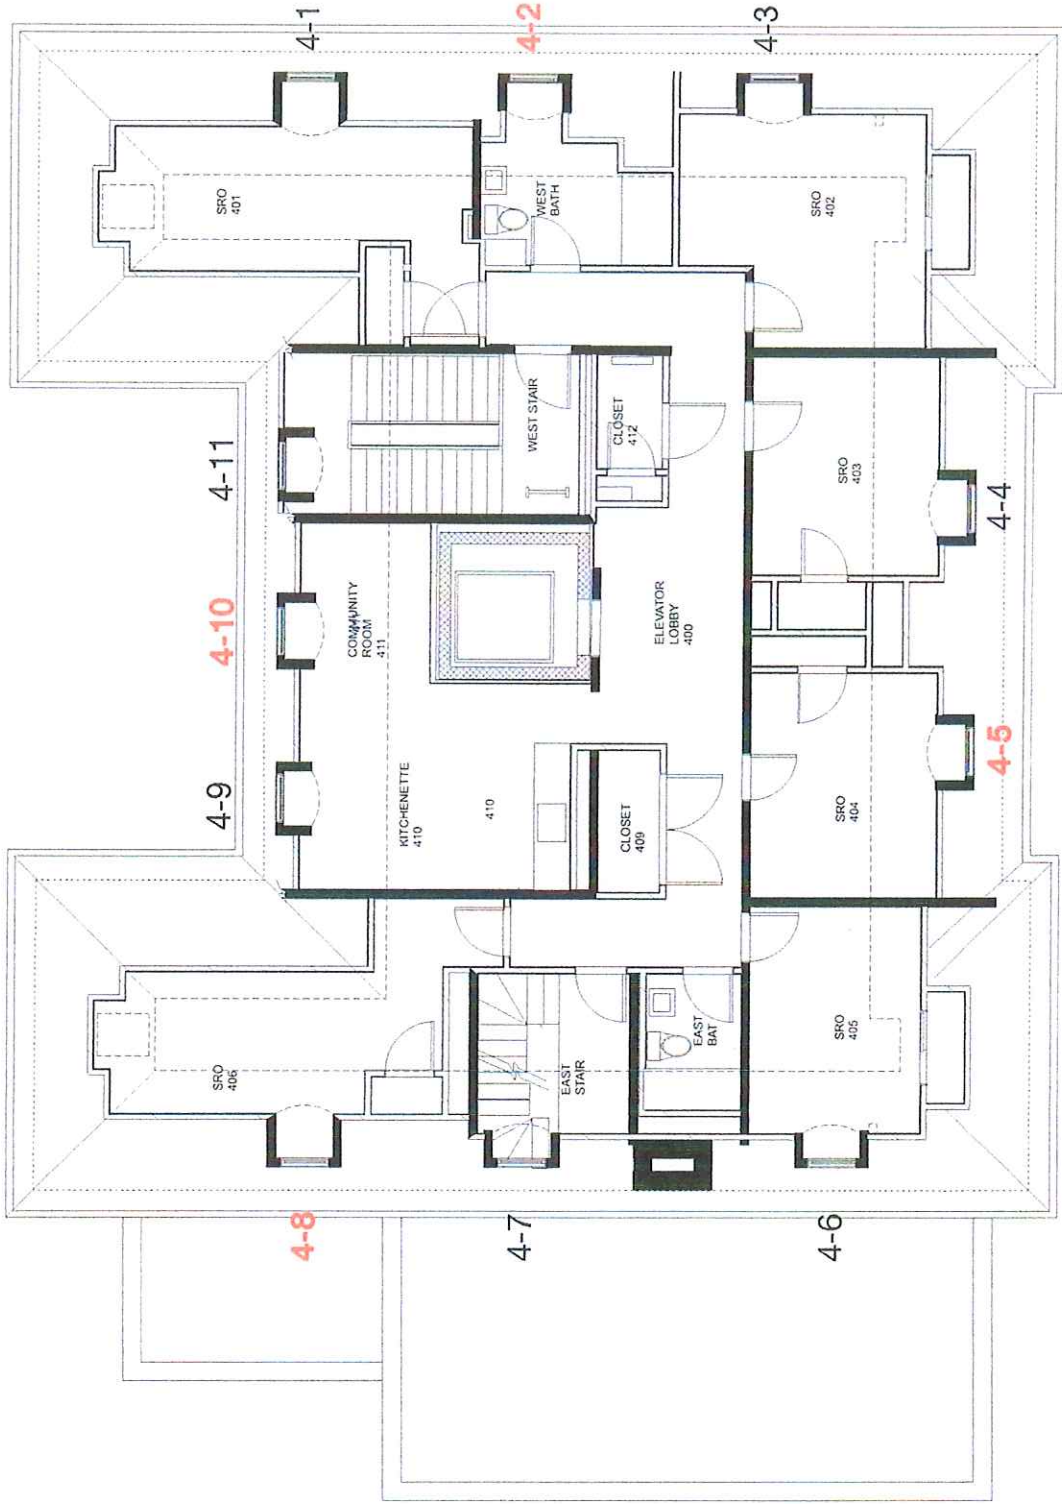 4-1
4-2
4-3
SRO
401
WEST
BATH
SRO
402
4-11
WEST STAIR
CLOSET
412
SRO
403
4-4
4-10
COMMUNITY
ROOM
411
ELEVATOR
LOBBY
400
4-9
KITCHENETTE
410
410
CLOSET
409
SRO
404
4-5
SRO
406
EAST
STAIR
EAST
BAT
SRO
405
4-8
4-7
4-6